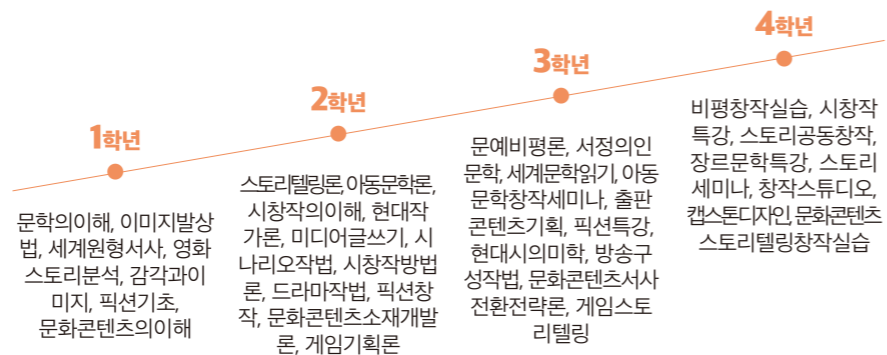 1학년
문학의이해, 이미지발상
법, 세계원형서사, 영화
스토리분석, 감각과이
미지, 픽션기초,
문화콘텐츠의이해
2학년
스토리텔링론, 아동문학론,
시창작의이해, 현대작
가론, 미디어글쓰기, 시
나리오작법, 시창작방법
론, 드라마작법, 픽션창
작, 문화콘텐츠소재개발
론, 게임기획론
3학년
문예비평론, 서정의인
문학, 세계문학읽기, 아동
문학창작세미나, 출판
콘텐츠기획, 픽션특강,
현대시의미학, 방송구
성작법, 문화콘텐츠서사
전환전략론, 게임스토
리텔링
4학년
비평창작실습, 시창작
특강, 스토리공동창작,
장르문학특강, 스토리
세미나, 창작스튜디오,
캡스톤디자인, 문화콘텐츠
스토리텔링창작실습